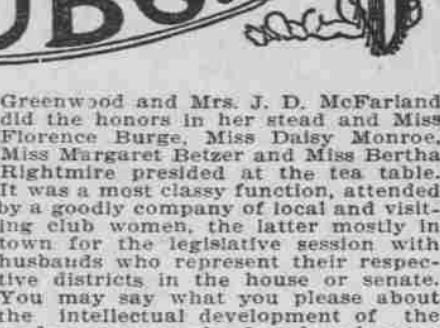 UBS
Greenwood and Mrs. J. D. McFarland
did the honors in her stead and Miss
Florence Burge, Miss Daisy Monroe,
Miss Margaret Betzer and Miss Bertha
Rightmire presided at the tea table.
It was a most classy function, attended
by a goodly company of local and visit-
ing club women, the latter mostly in
town for the legislative session with
husbands who represent their respec-
tive districts in the house or senate.
You may say what you please about
the intellectual development of the